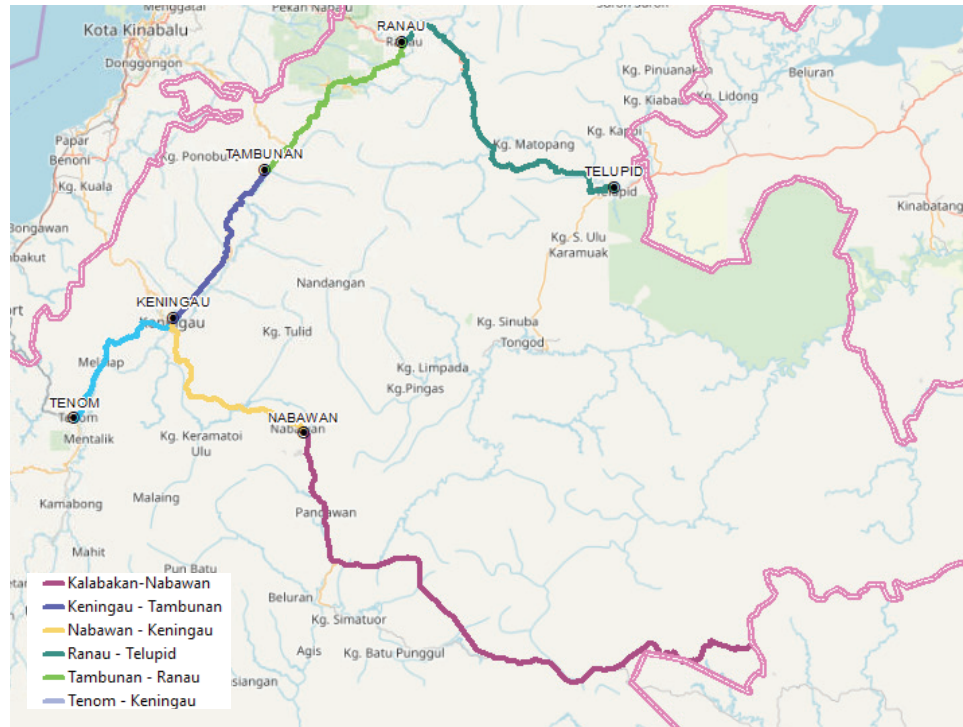 Menggatal
Pekan Nabalu
Kota Kinabalu
RANAU
Ranau
Donggongon
Kg. Pinuanak
Beluran
Kg. Lidong
Kg. Kiabau
Papar
Benoni
Kg. Ponobu
TAMBUNAN
Kg. Matopang
Kg. Kappi
Kg. Kuala
TELUPID
Telupid
Kinabatang
Bongawan
Kg. S. Ulu
Karamuak
mbakut
Nandangan
KENINGAU
Keningau
ort
Kg. Tulid
Kg. Sinuba
Tongod
Melalap
Kg. Limpada
Kg.Pingas
TENOM
Tenom
NABAWAN
Nabawan
Mentalik
Kg. Keramatoi
Ulu
Malaing
Kamabong
Pandawan
Mahit
Pun Batu
Beluran
Kg. Simatuor
Agis
Kg. Batu Punggul
siangan
Kalabakan-Nabawan
Keningau - Tambunan
Nabawan - Keningau
Ranau - Telupid
Tambunan - Ranau
Tenom - Keningau